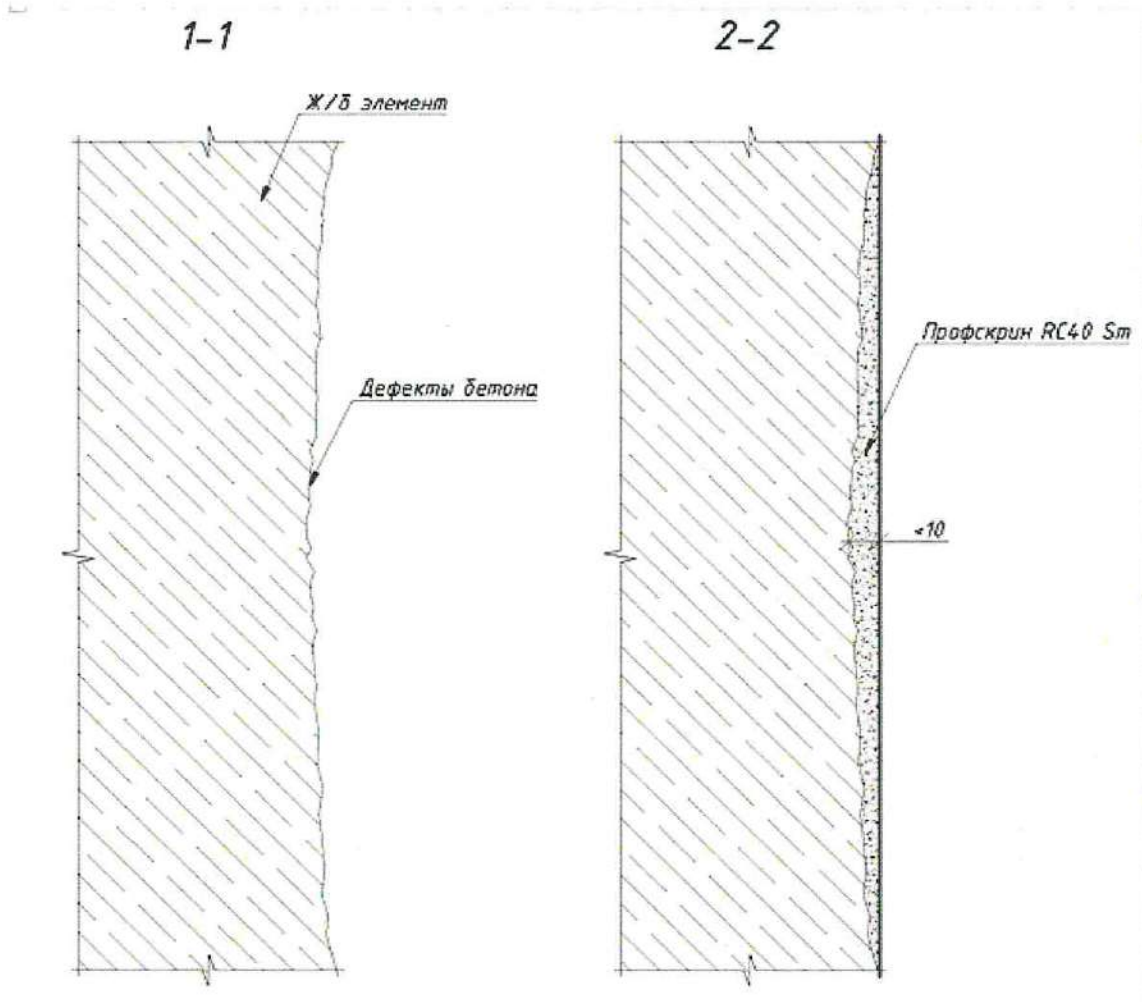 1-1
2-2
Ж/б элемент
Профскрин RC40 Sm
Дефекты бетона
<10